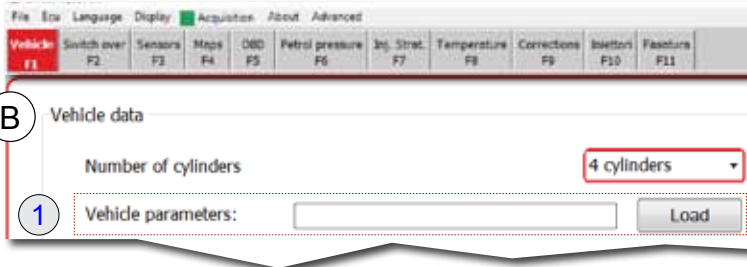 File Ecu Language Display Acquisition About Advanced
Vehicle Switch over Sensors Maps OBD Petrol pressure Inj. Strat. Temperature Corrections Iniettori Fasatura
F1 F2 F3 F4 F5 F6 F7 F8 F9 F10 F11
B
Vehicle data
Number of cylinders 4 cylinders
1 Vehicle parameters: Load